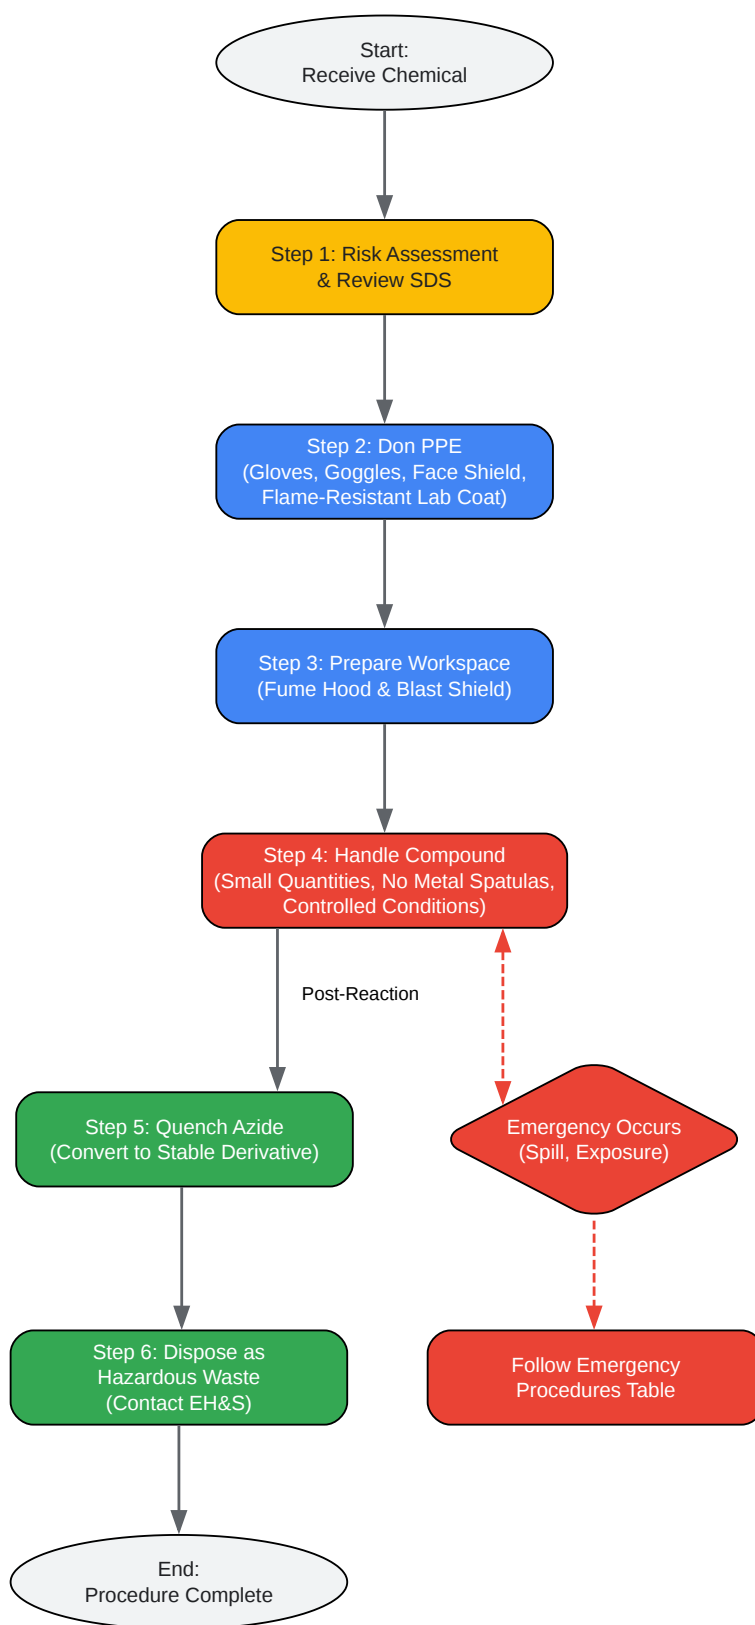 Start:
Receive Chemical
Step 1: Risk Assessment
& Review SDS
Step 2: Don PPE
(Gloves, Goggles, Face Shield,
Flame-Resistant Lab Coat)
Step 3: Prepare Workspace
(Fume Hood & Blast Shield)
Step 4: Handle Compound
(Small Quantities, No Metal Spatulas,
Controlled Conditions)
Post-Reaction
Step 5: Quench Azide
(Convert to Stable Derivative)
Emergency Occurs
(Spill, Exposure)
Step 6: Dispose as
Hazardous Waste
(Contact EH&S)
Follow Emergency
Procedures Table
End:
Procedure Complete